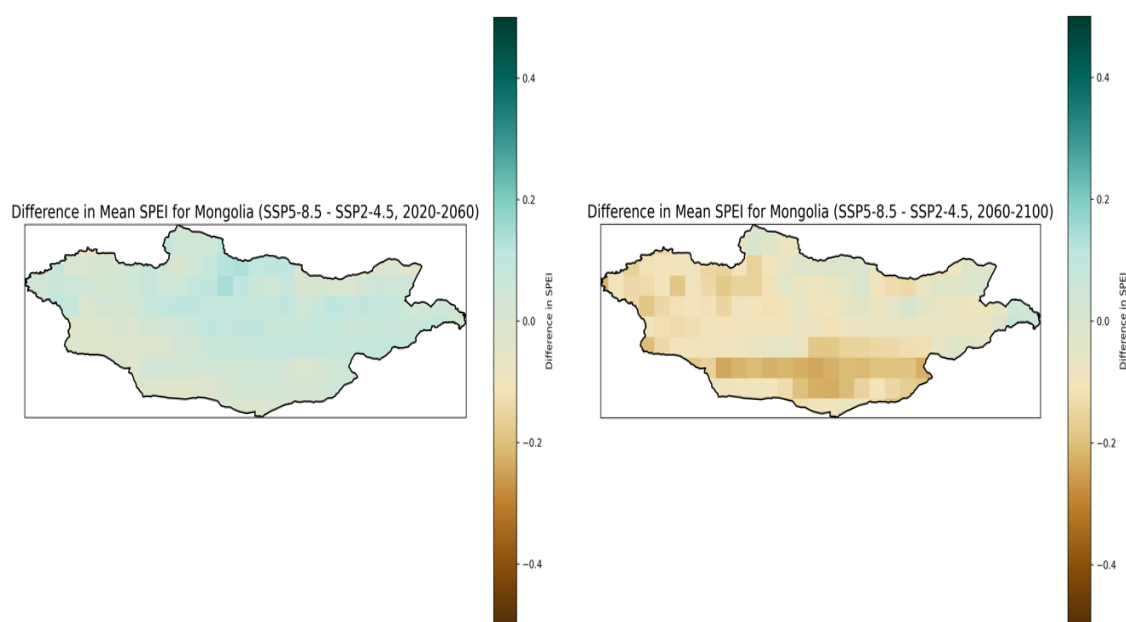 Difference in Mean SPEI for Mongolia (SSP5-8.5 - SSP2-4.5, 2020-2060)
0.4
0.2
0.0
−0.2
−0.4
Difference in SPEI
Difference in Mean SPEI for Mongolia (SSP5-8.5 - SSP2-4.5, 2060-2100)
0.4
0.2
0.0
−0.2
−0.4
Difference in SPEI